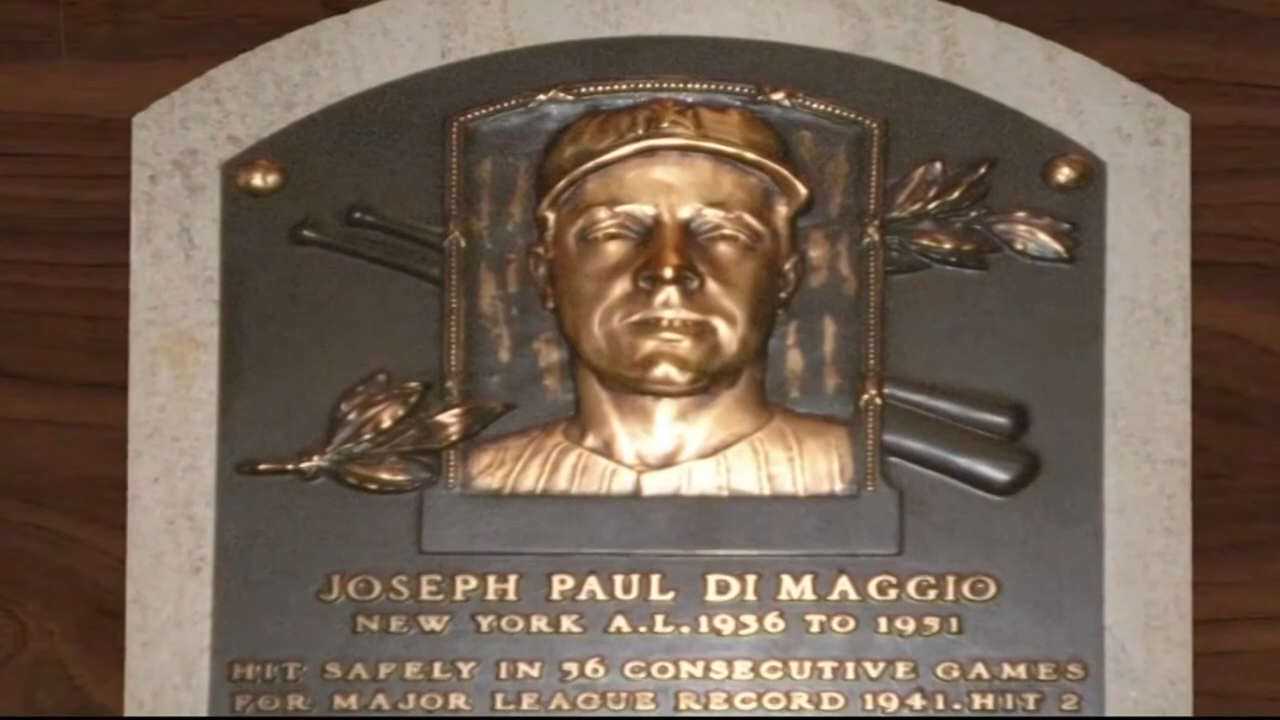 JOSEPH PAUL DI MAGGIO
NEW YORK A.L. 1936 TO 1951
HIT SAFELY IN 56 CONSECUTIVE GAMES
FOR MAJOR LEAGUE RECORD 1941. HIT 2